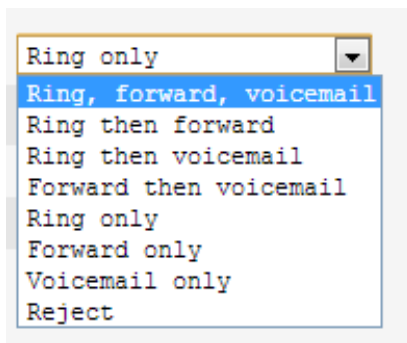 Ring only
Ring, forward, voicemail
Ring then forward
Ring then voicemail
Forward then voicemail
Ring only
Forward only
Voicemail only
Reject